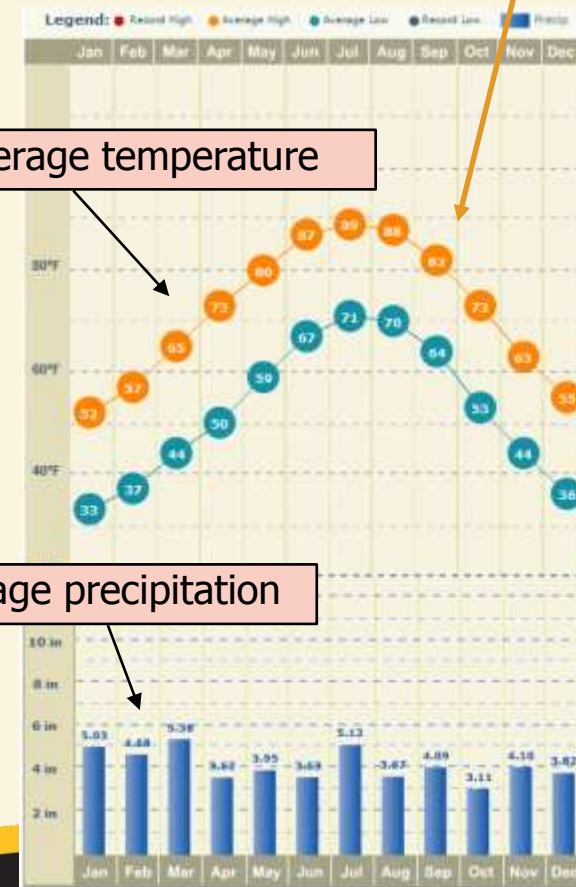 Legend: Record High Average High Average Low Record Low Precip
Jan Feb Mar Apr May Jun Jul Aug Sep Oct Nov Dec
erage temperature
87 89 88
80°F 80 83
73 73
71 70
65 67 64
60°F 57 59 63
52 50 53 55
44 44
40°F 37 36
33
age precipitation
10 in
8 in
6 in
5.03 4.68 5.38 3.62 3.95 5.12 3.67 4.09 3.11 4.10 3.82
4 in
2 in
Jan Feb Mar Apr May Jun Jul Aug Sep Oct Nov Dec